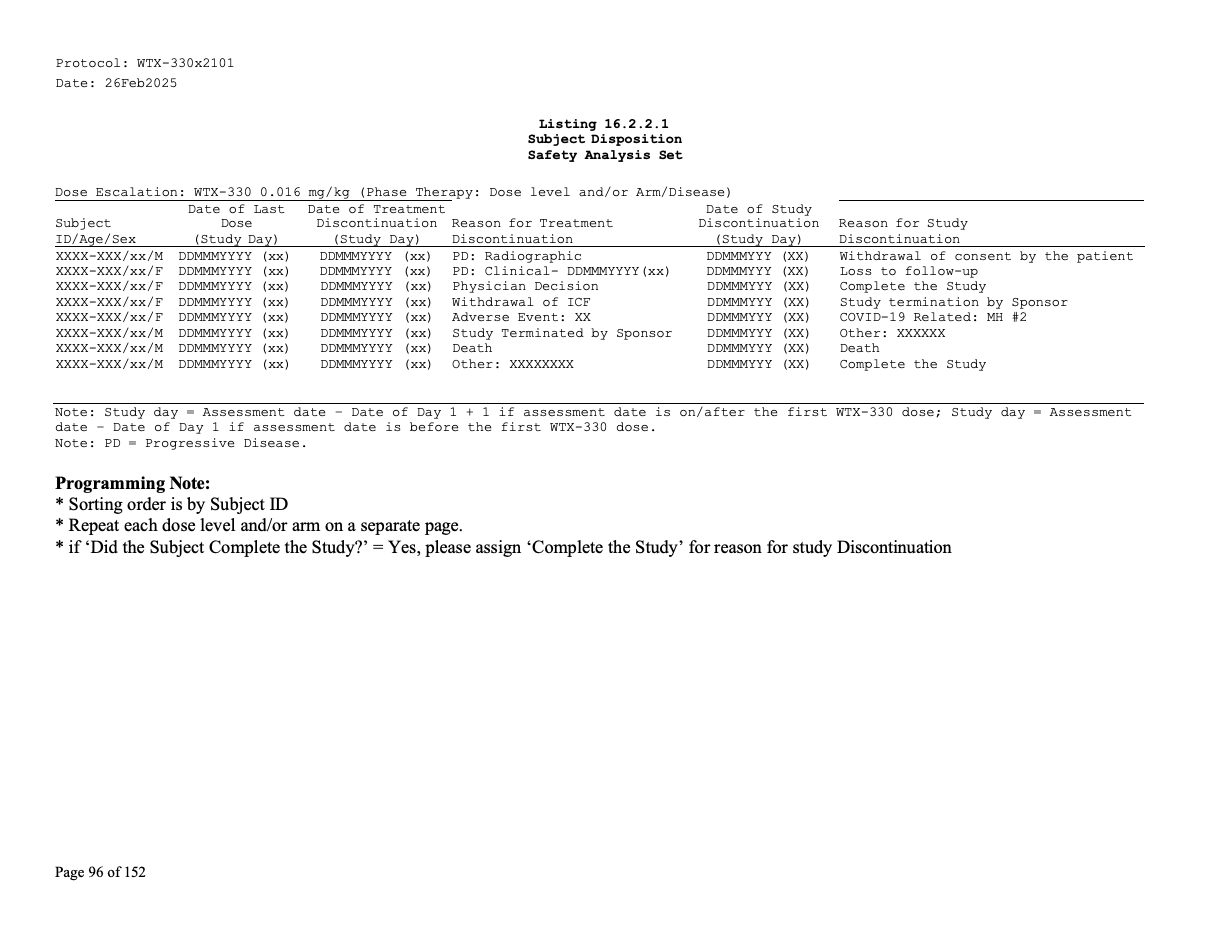 Protocol: WTX-330x2101
Date: 26Feb2025
Listing 16.2.2.1
Subject Disposition
Safety Analysis Set
Dose Escalation: WTX-330 0.016 mg/kg (Phase Therapy: Dose level and/or Arm/Disease)
Date of Last Date of Treatment Date of Study
Subject Dose Discontinuation Reason for Treatment Discontinuation Reason for Study
ID/Age/Sex (Study Day) (Study Day) Discontinuation (Study Day) Discontinuation
XXXX-XXX/xx/M DDMMMYYYY (xx) DDMMMYYYY (xx) PD: Radiographic DDMMMYYY (XX) Withdrawal of consent by the patient
XXXX-XXX/xx/F DDMMMYYYY (xx) DDMMMYYYY (xx) PD: Clinical- DDMMMYYYY(xx) DDMMMYYY (XX) Loss to follow-up
XXXX-XXX/xx/F DDMMMYYYY (xx) DDMMMYYYY (xx) Physician Decision DDMMMYYY (XX) Complete the Study
XXXX-XXX/xx/F DDMMMYYYY (xx) DDMMMYYYY (xx) Withdrawal of ICF DDMMMYYY (XX) Study termination by Sponsor
XXXX-XXX/xx/F DDMMMYYYY (xx) DDMMMYYYY (xx) Adverse Event: XX DDMMMYYY (XX) COVID-19 Related: MH #2
XXXX-XXX/xx/M DDMMMYYYY (xx) DDMMMYYYY (xx) Study Terminated by Sponsor DDMMMYYY (XX) Other: XXXXXX
XXXX-XXX/xx/M DDMMMYYYY (xx) DDMMMYYYY (xx) Death DDMMMYYY (XX) Death
XXXX-XXX/xx/M DDMMMYYYY (xx) DDMMMYYYY (xx) Other: XXXXXXXX DDMMMYYY (XX) Complete the Study
Note: Study day = Assessment date – Date of Day 1 + 1 if assessment date is on/after the first WTX-330 dose; Study day = Assessment
date – Date of Day 1 if assessment date is before the first WTX-330 dose.
Note: PD = Progressive Disease.
Programming Note:
* Sorting order is by Subject ID
* Repeat each dose level and/or arm on a separate page.
* if ‘Did the Subject Complete the Study?’ = Yes, please assign ‘Complete the Study’ for reason for study Discontinuation
Page 96 of 152